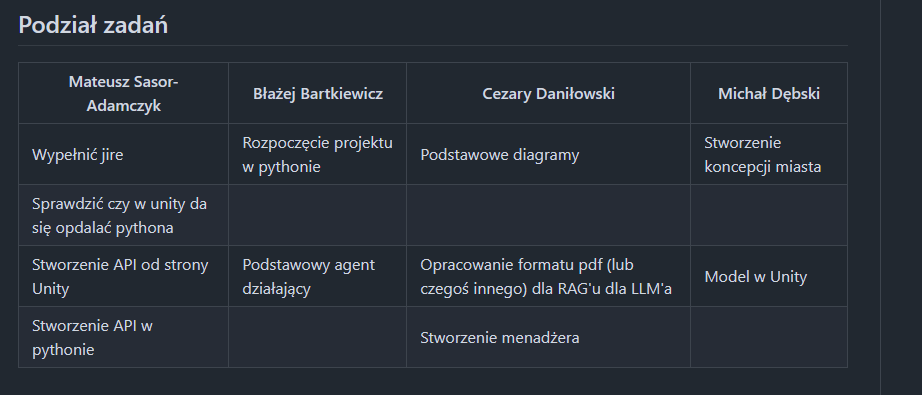 Podział zadań
Mateusz Sasor-
Adamczyk
Błażej Bartkiewicz
Cezary Daniłowski
Michał Dębski
Wypełnić jire
Rozpoczęcie projektu
w pythonie
Podstawowe diagramy
Stworzenie
koncepcji miasta
Sprawdzić czy w unity da
się opdalać pythona
Stworzenie API od strony
Unity
Podstawowy agent
działający
Opracowanie formatu pdf (lub
czegoś innego) dla RAG'u dla LLM'a
Model w Unity
Stworzenie API w
pythonie
Stworzenie menadżera